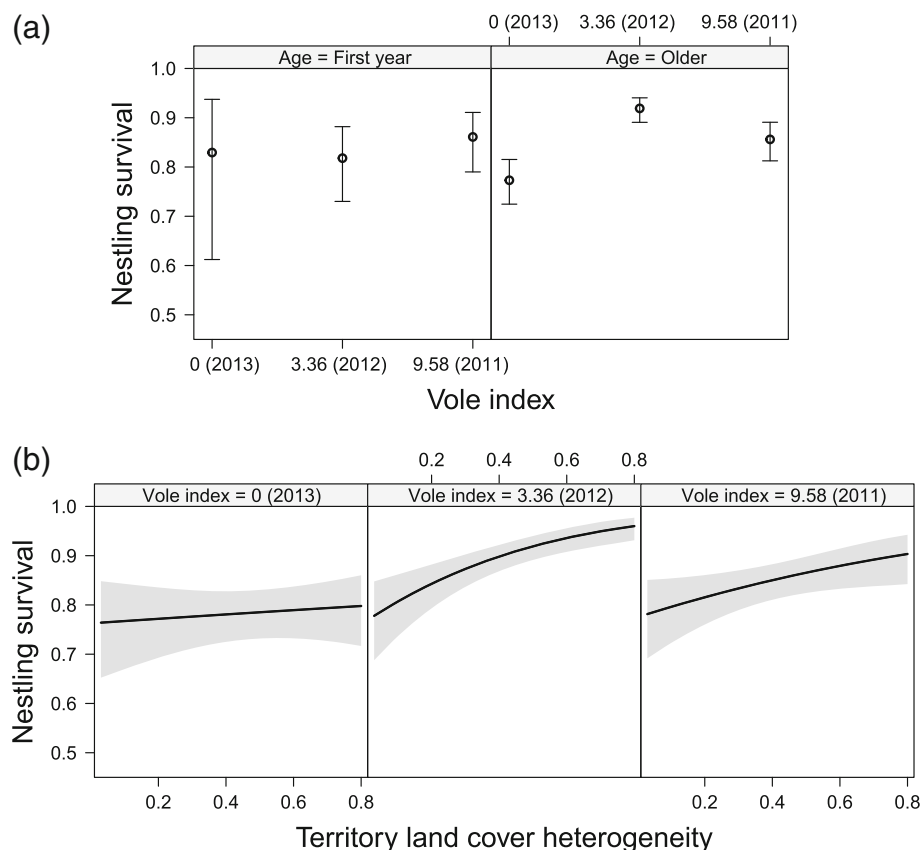 (a)
0 (2013) 3.36 (2012) 9.58 (2011)
Age = First year Age = Older
1.0
0.9
0.8
0.7
0.6
0.5
Nestling survival
0 (2013) 3.36 (2012) 9.58 (2011)
Vole index
(b)
0.2 0.4 0.6 0.8
Vole index = 0 (2013) Vole index = 3.36 (2012) Vole index = 9.58 (2011)
1.0
0.9
0.8
0.7
0.6
0.5
Nestling survival
0.2 0.4 0.6 0.8 0.2 0.4 0.6 0.8
Territory land cover heterogeneity